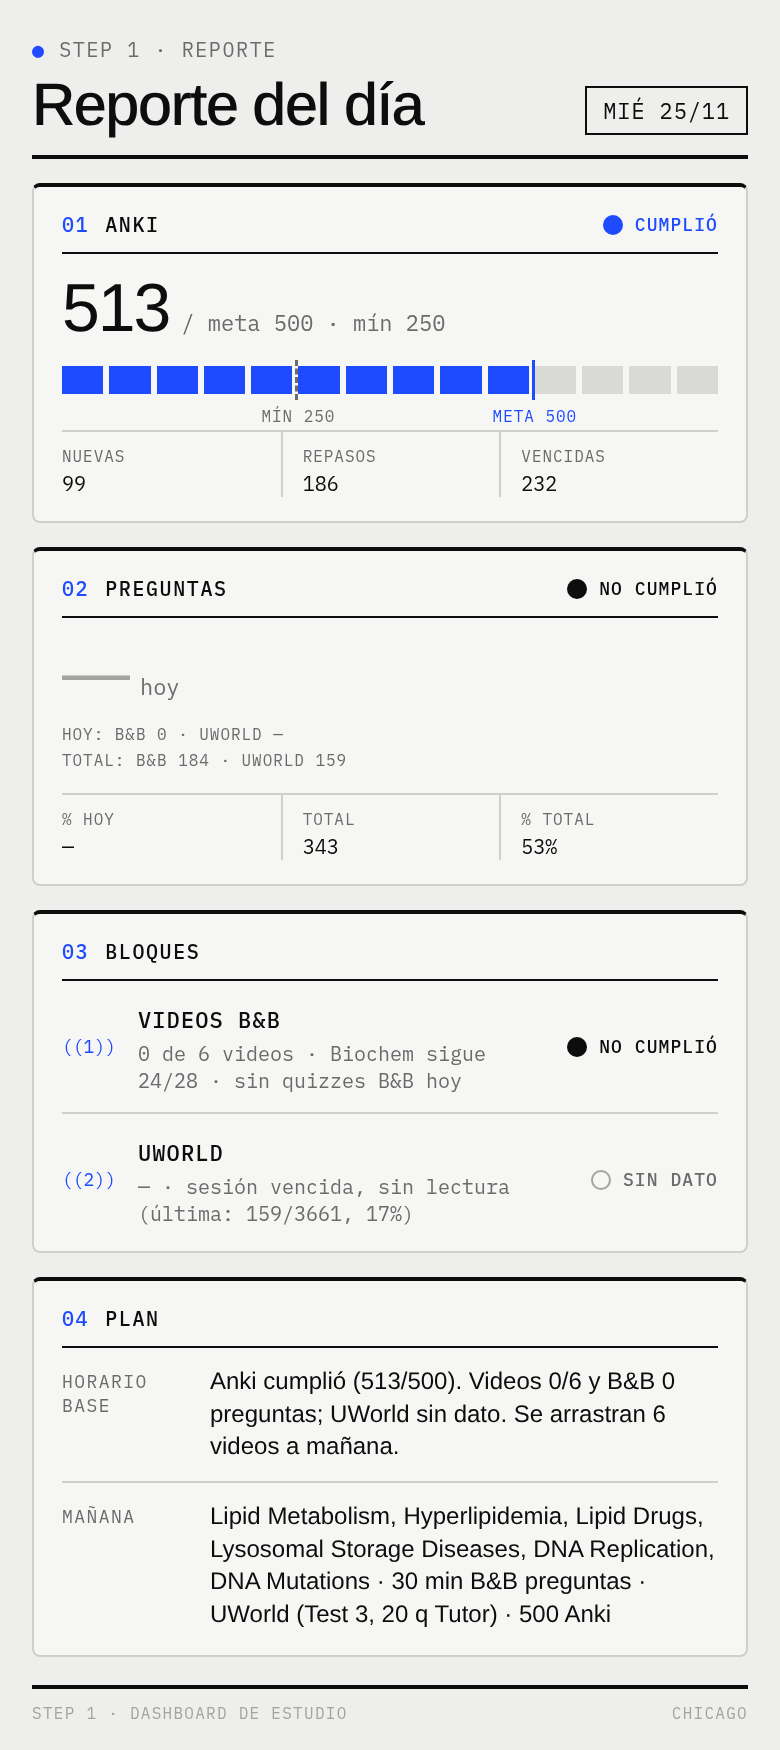 STEP 1 · REPORTE
Reporte del día
MIÉ 25/11
01 ANKI
CUMPLIÓ
513 / meta 500 · mín 250
MÍN 250
META 500
NUEVAS
REPASOS
VENCIDAS
99
186
232
02 PREGUNTAS
NO CUMPLIÓ
— hoy
HOY: B&B 0 · UWORLD —
TOTAL: B&B 184 · UWORLD 159
% HOY
TOTAL
% TOTAL
—
343
53%
03 BLOQUES
((1))
VIDEOS B&B
0 de 6 videos · Biochem sigue
24/28 · sin quizzes B&B hoy
NO CUMPLIÓ
((2))
UWORLD
— · sesión vencida, sin lectura
(última: 159/3661, 17%)
SIN DATO
04 PLAN
HORARIO
BASE
Anki cumplió (513/500). Videos 0/6 y B&B 0
preguntas; UWorld sin dato. Se arrastran 6
videos a mañana.
MAÑANA
Lipid Metabolism, Hyperlipidemia, Lipid Drugs,
Lysosomal Storage Diseases, DNA Replication,
DNA Mutations · 30 min B&B preguntas ·
UWorld (Test 3, 20 q Tutor) · 500 Anki
STEP 1 · DASHBOARD DE ESTUDIO
CHICAGO